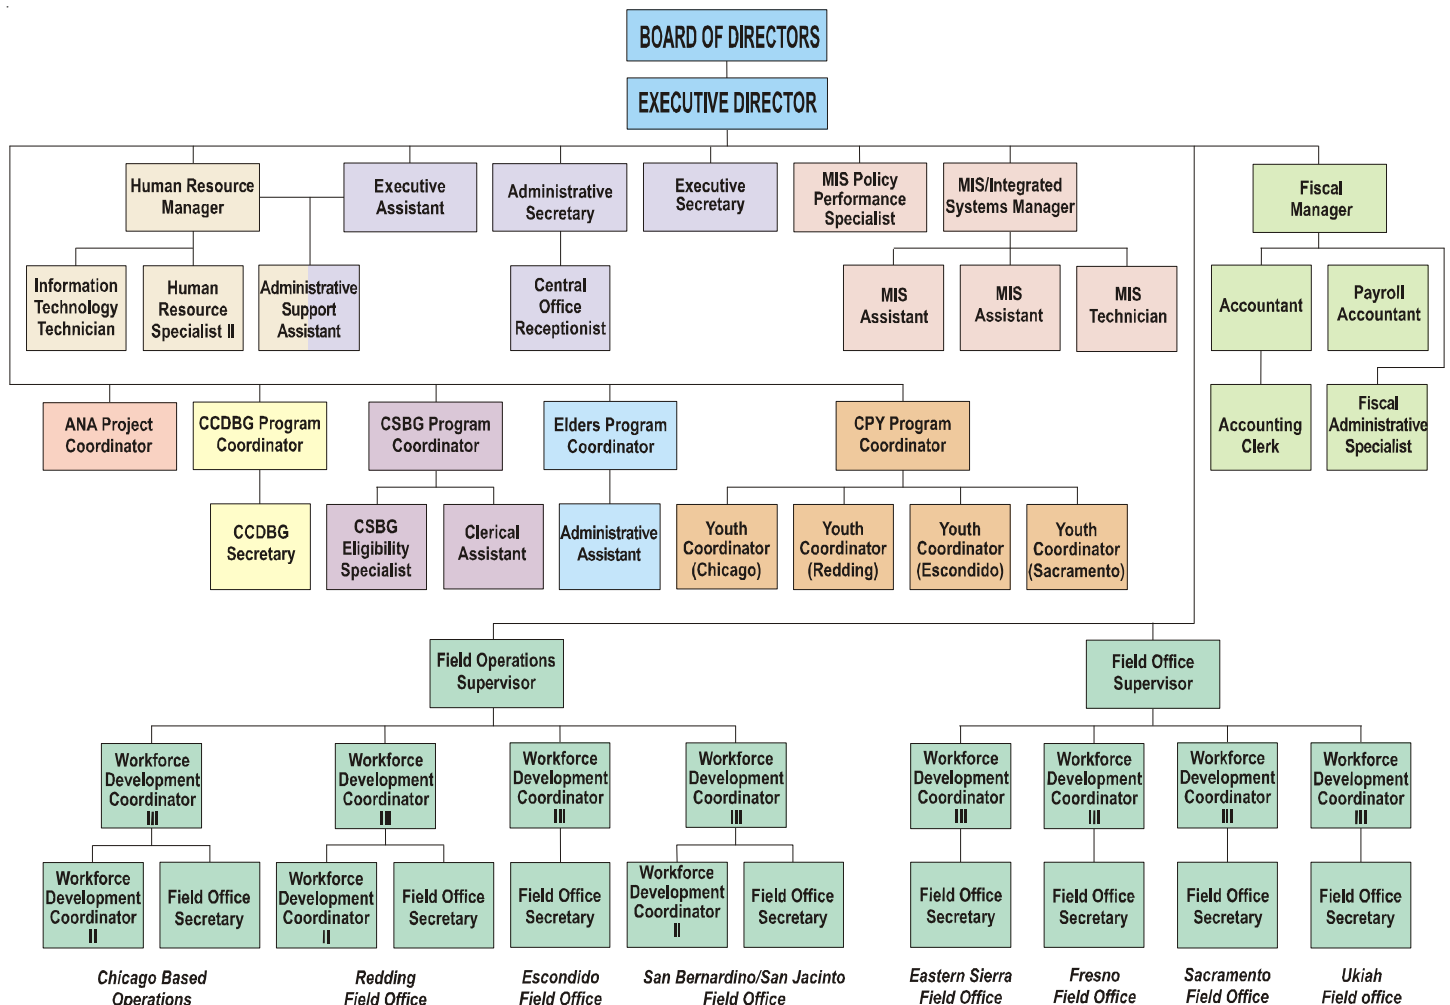 BOARD OF DIRECTORS
EXECUTIVE DIRECTOR
Human Resource
Manager
Executive
Assistant
Administrative
Secretary
Executive
Secretary
MIS Policy
Performance
Specialist
MIS/Integrated
Systems Manager
Fiscal
Manager
Information
Technology
Technician
Human
Resource
Specialist II
Administrative
Support
Assistant
Central
Office
Receptionist
MIS
Assistant
MIS
Assistant
MIS
Technician
Accountant
Payroll
Accountant
ANA Project
Coordinator
CCDBG Program
Coordinator
CSBG Program
Coordinator
Elders Program
Coordinator
CPY Program
Coordinator
Accounting
Clerk
Fiscal
Administrative
Specialist
CCDBG
Secretary
CSBG
Eligibility
Specialist
Clerical
Assistant
Administrative
Assistant
Youth
Coordinator
(Chicago)
Youth
Coordinator
(Redding)
Youth
Coordinator
(Escondido)
Youth
Coordinator
(Sacramento)
Field Operations
Supervisor
Field Office
Supervisor
Workforce
Development
Coordinator
III
Workforce
Development
Coordinator
III
Workforce
Development
Coordinator
III
Workforce
Development
Coordinator
III
Workforce
Development
Coordinator
III
Workforce
Development
Coordinator
III
Workforce
Development
Coordinator
III
Workforce
Development
Coordinator
III
Workforce
Development
Coordinator
II
Field Office
Secretary
Workforce
Development
Coordinator
II
Field Office
Secretary
Field Office
Secretary
Workforce
Development
Coordinator
II
Field Office
Secretary
Field Office
Secretary
Field Office
Secretary
Field Office
Secretary
Field Office
Secretary
Chicago Based
Operations
Redding
Field Office
Escondido
Field Office
San Bernardino/San Jacinto
Field Office
Eastern Sierra
Field Office
Fresno
Field Office
Sacramento
Field Office
Ukiah
Field office